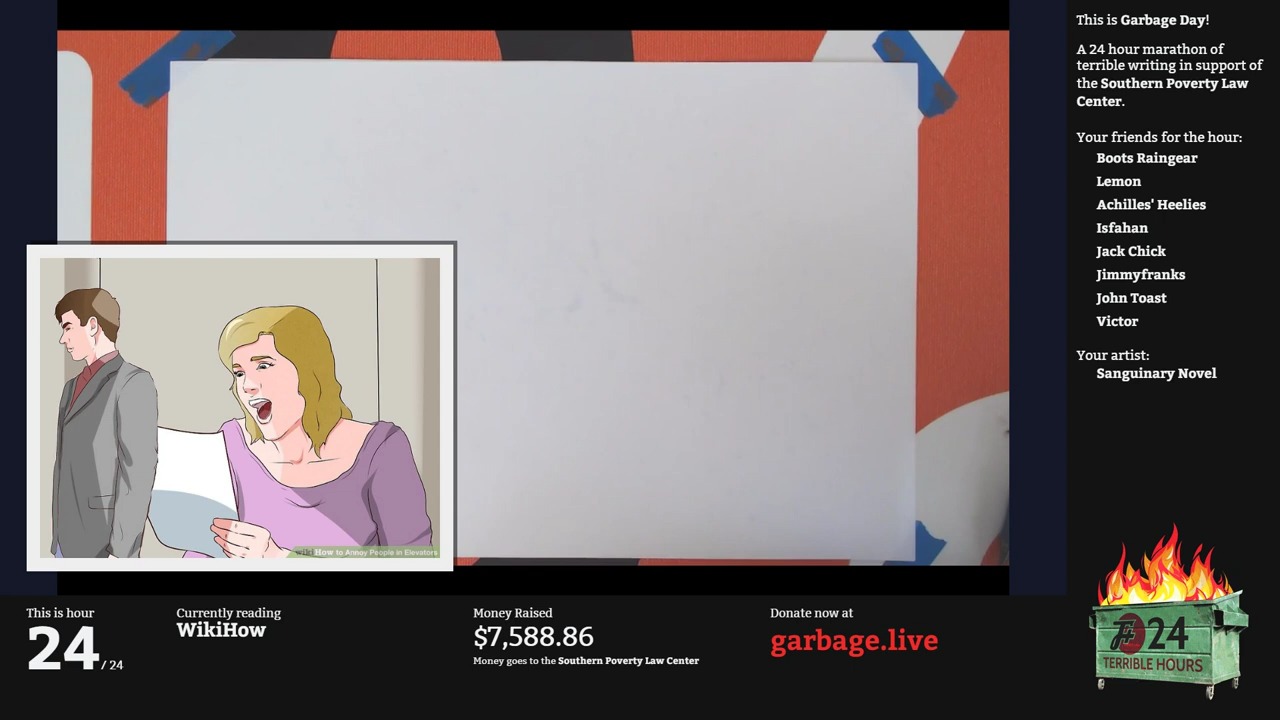 This is Garbage Day!
A 24 hour marathon of
terrible writing in support of
the Southern Poverty Law
Center.
Your friends for the hour:
Boots Raingear
Lemon
Achilles' Heelies
Isfahan
Jack Chick
Jimmyfranks
John Toast
Victor
Your artist:
Sanguinary Novel
wikiHow to Annoy People in Elevators
This is hour
24 / 24
Currently reading
WikiHow
Money Raised
$7,588.86
Money goes to the Southern Poverty Law Center
Donate now at
garbage.live
24
TERRIBLE HOURS